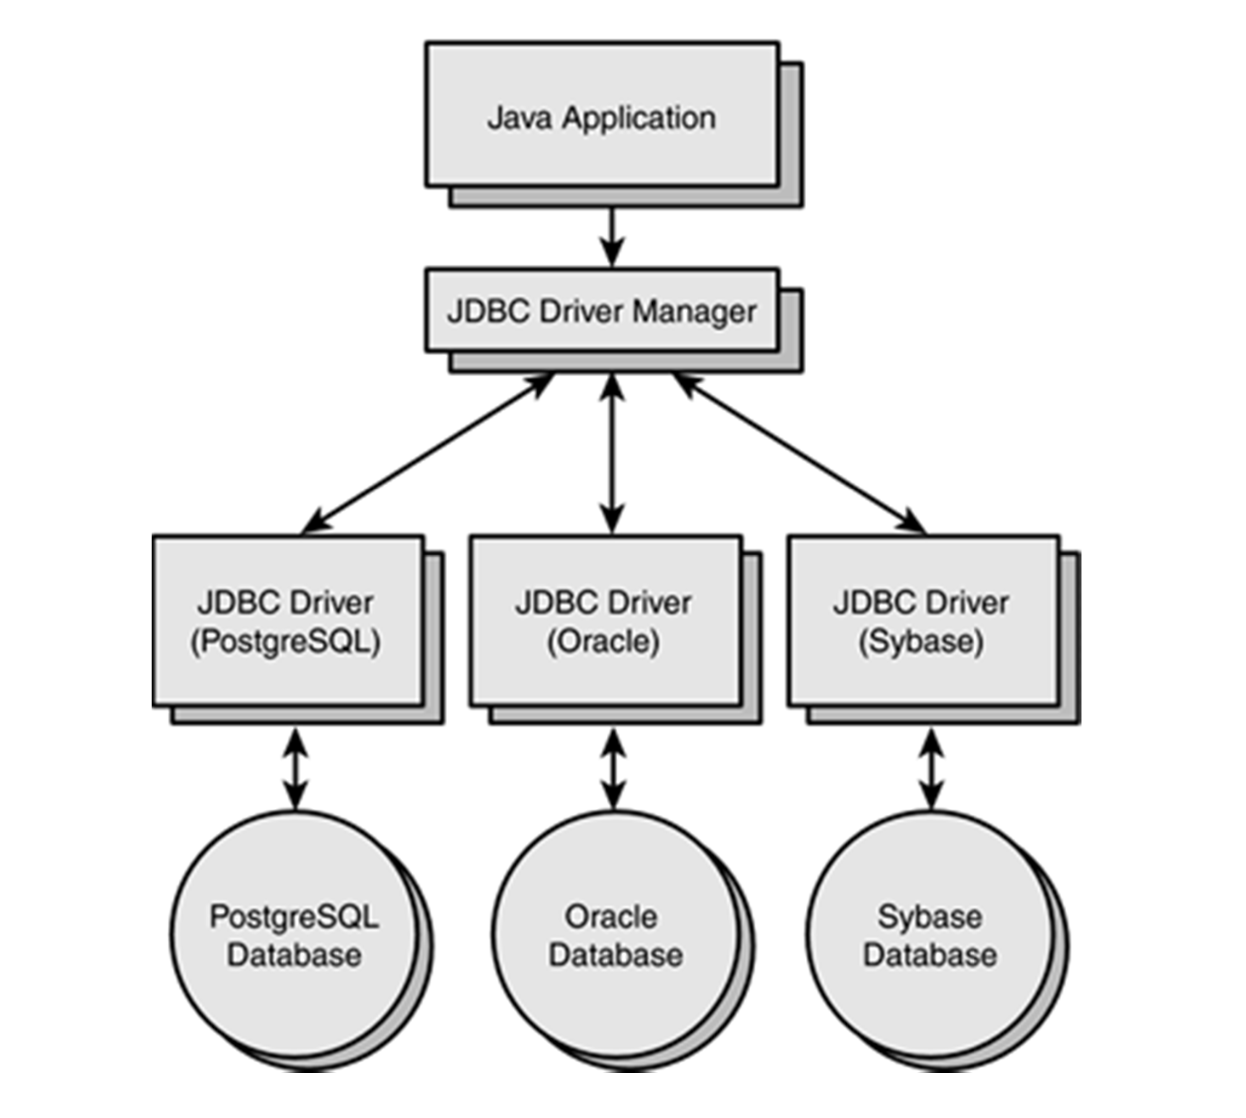 Java Application
JDBC Driver Manager
JDBC Driver
(PostgreSQL)
JDBC Driver
(Oracle)
JDBC Driver
(Sybase)
PostgreSQL
Database
Oracle
Database
Sybase
Database